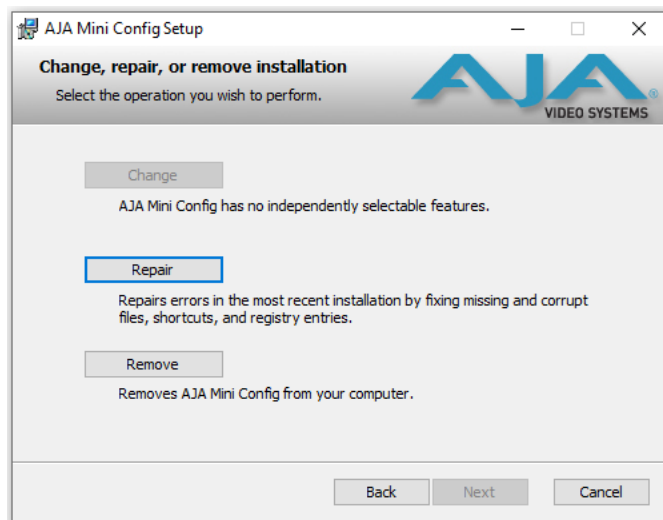 AJA Mini Config Setup
Change, repair, or remove installation
Select the operation you wish to perform.
AJA
®
VIDEO SYSTEMS
Change
AJA Mini Config has no independently selectable features.
Repair
Repairs errors in the most recent installation by fixing missing and corrupt
files, shortcuts, and registry entries.
Remove
Removes AJA Mini Config from your computer.
Back
Next
Cancel